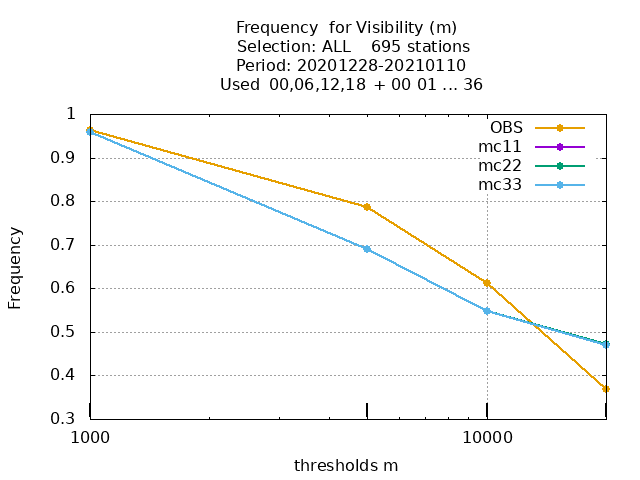 Frequency  for Visibility (m)
Selection: ALL    695 stations
Period: 20201228-20210110
Used  00,06,12,18  + 00 01 ... 36
OBS
mc11
mc22
mc33
1
0.9
0.8
0.7
0.6
0.5
0.4
0.3
Frequency
1000
10000
thresholds m